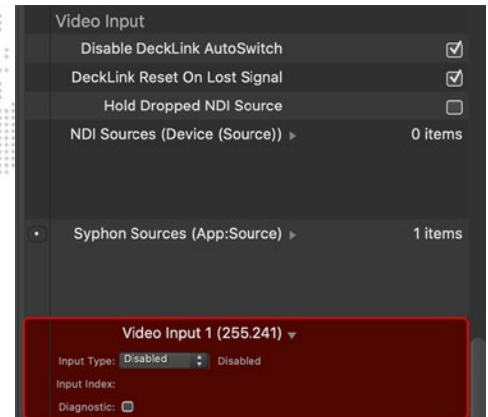 Video Input
Disable DeckLink AutoSwitch
DeckLink Reset On Lost Signal
Hold Dropped NDI Source
NDI Sources (Device (Source)) 0 items
Syphon Sources (App:Source) 1 items
Video Input 1 (255.241)
Input Type: Disabled Disabled
Input Index:
Diagnostic: